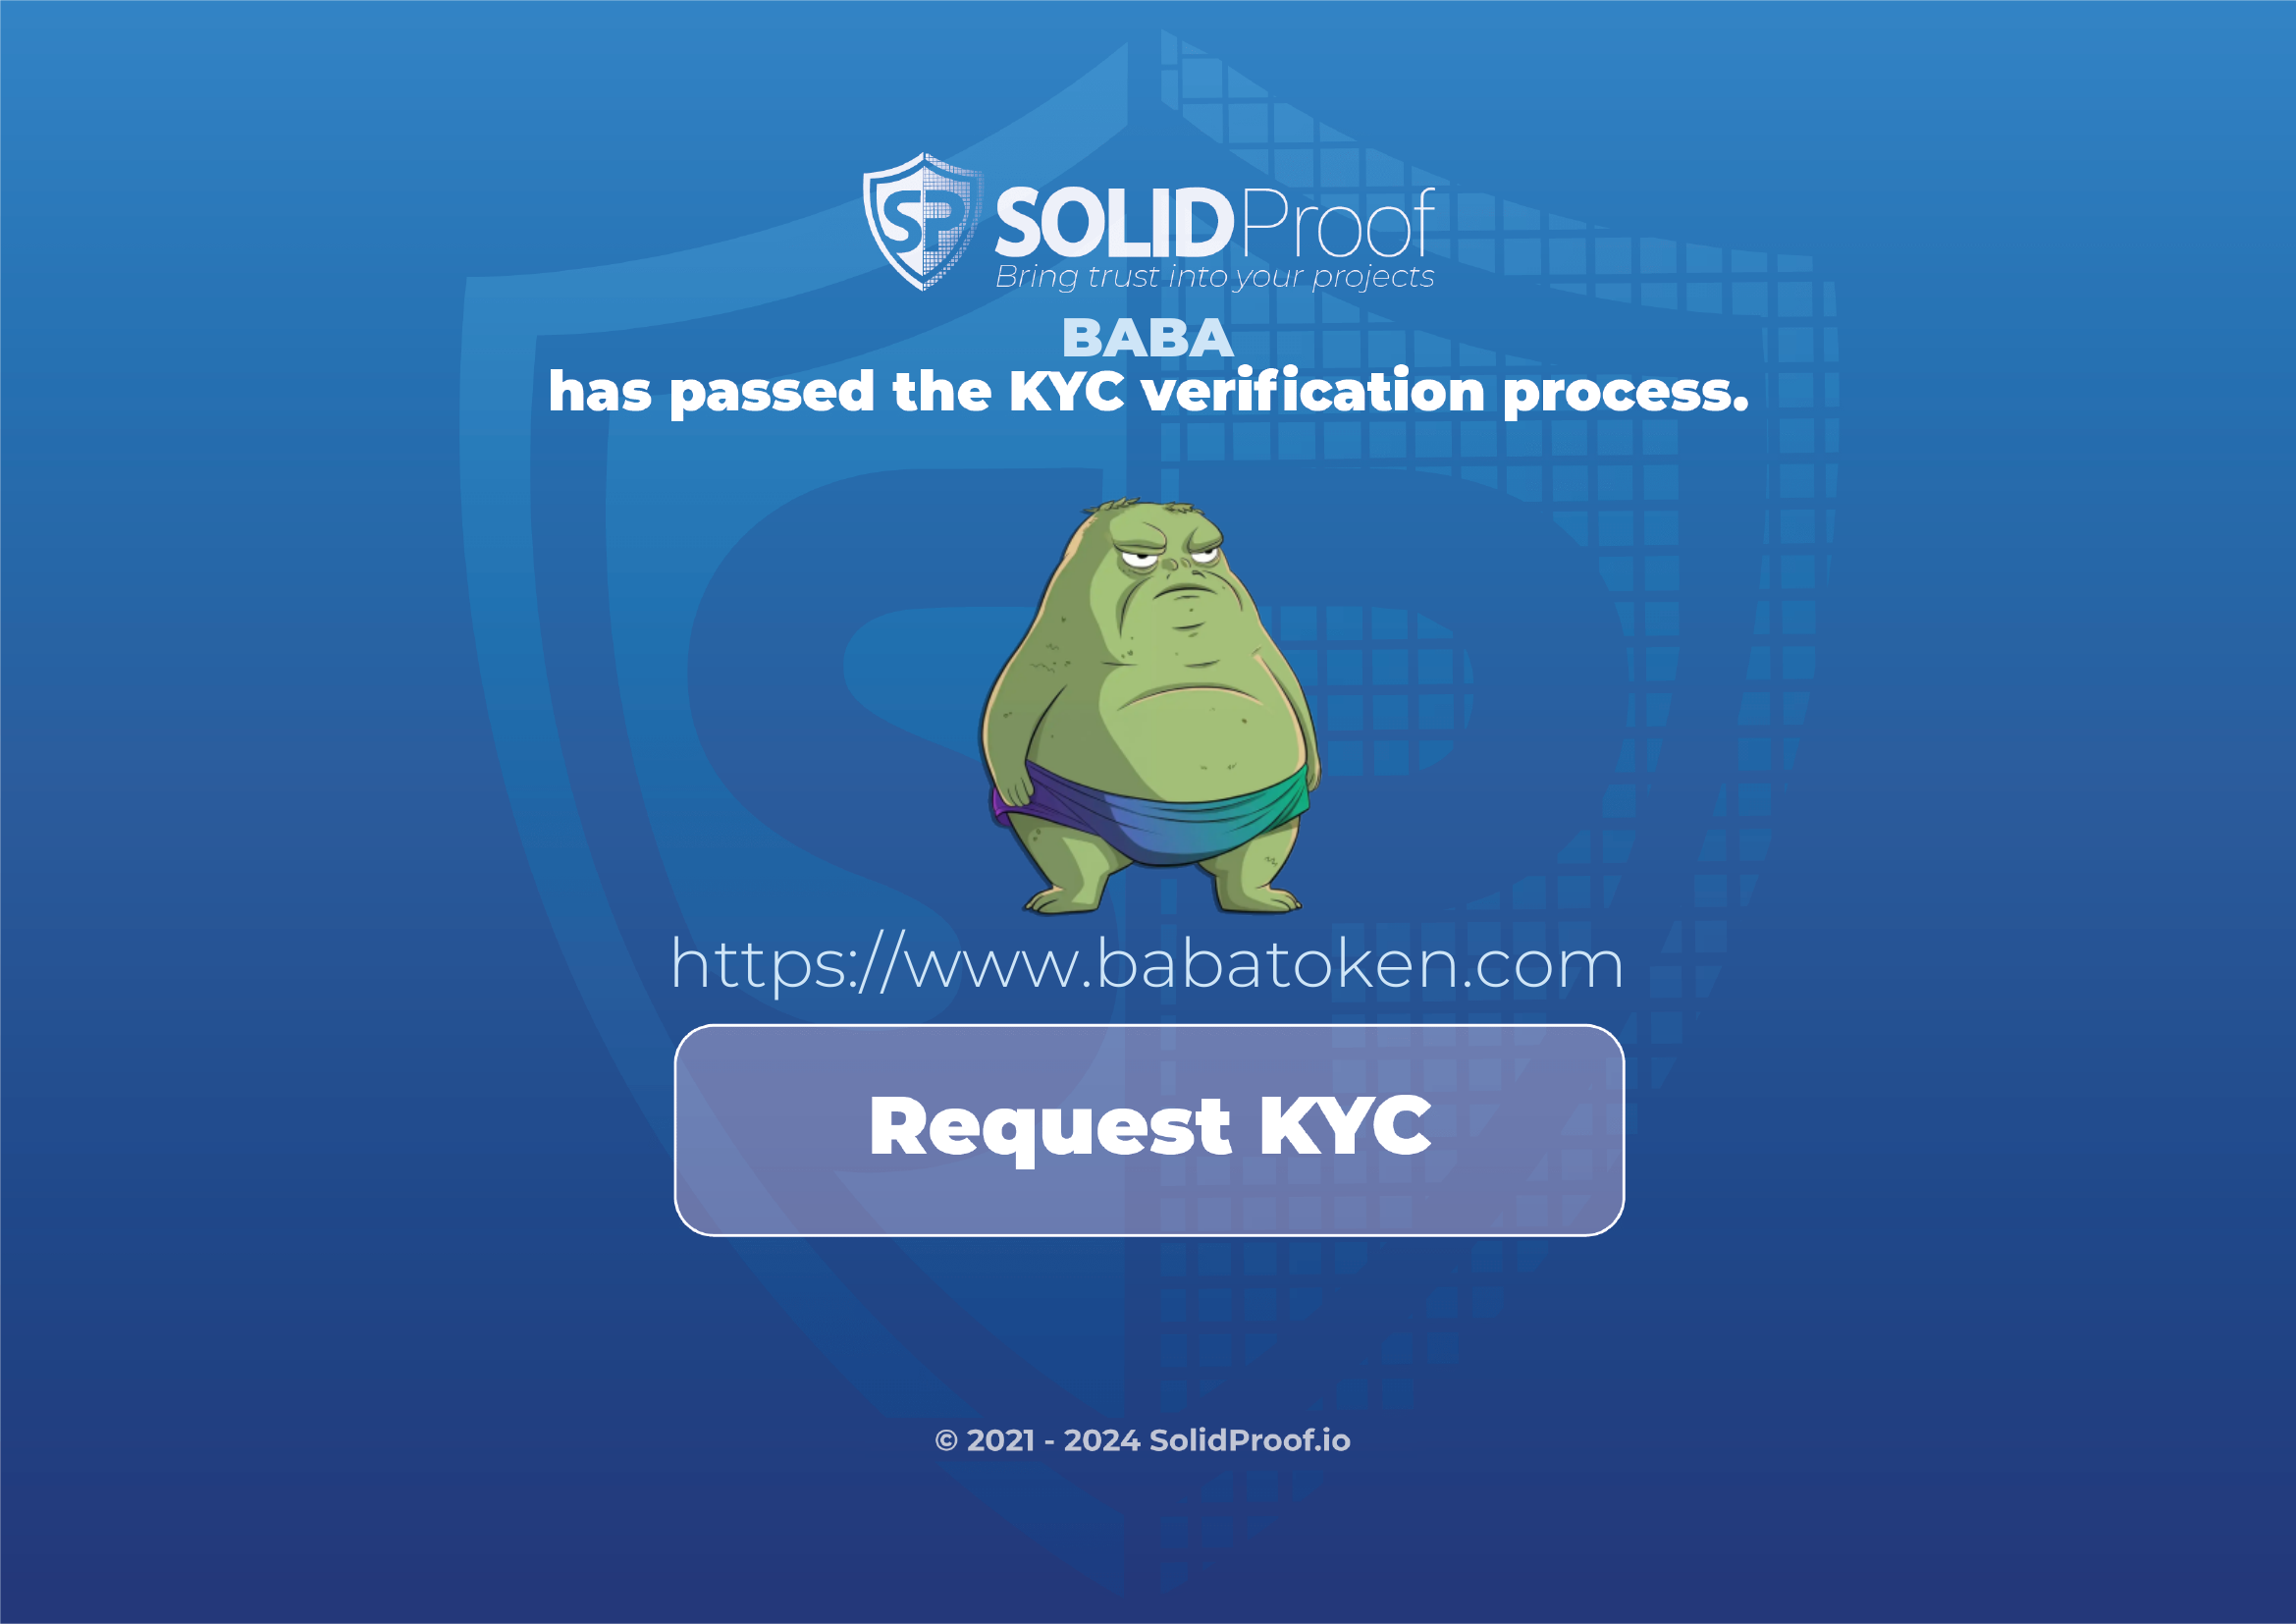 SP
SOLIDProof
Bring trust into your projects
BABA
has passed the KYC verification process.
https://www.babatoken.com
Request KYC
© 2021 - 2024 SolidProof.io